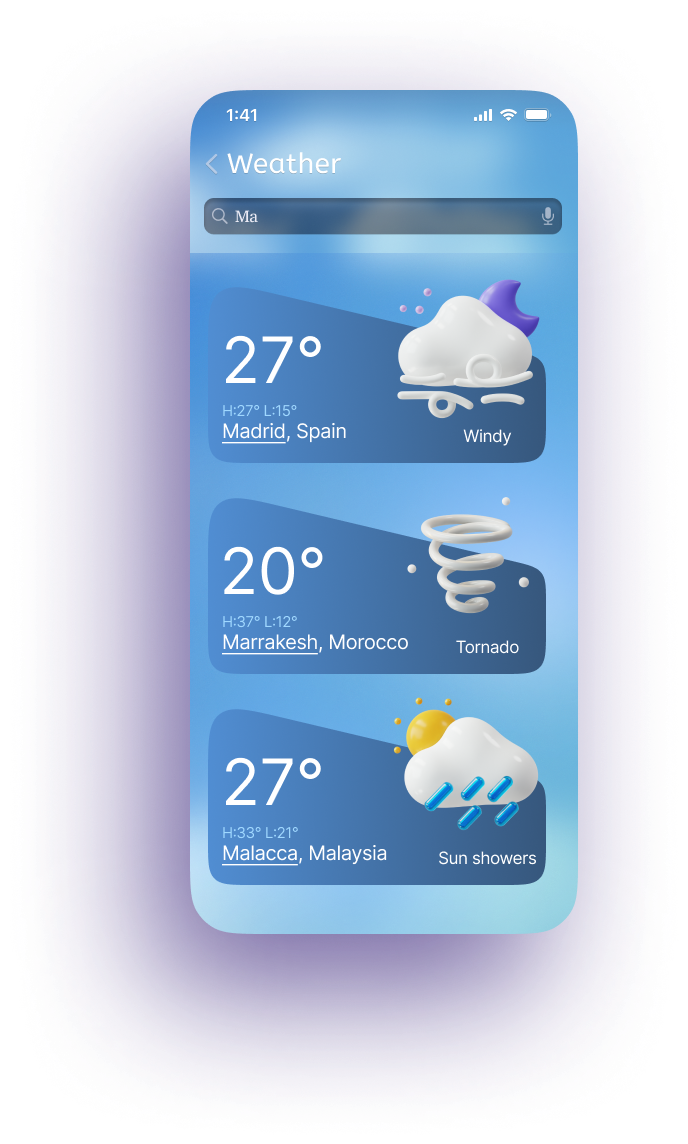 1:41
Weather
Ma
27°
H:27° L:15°
Madrid, Spain
Windy
20°
H:37° L:12°
Marrakesh, Morocco
Tornado
27°
H:33° L:21°
Malacca, Malaysia
Sun showers